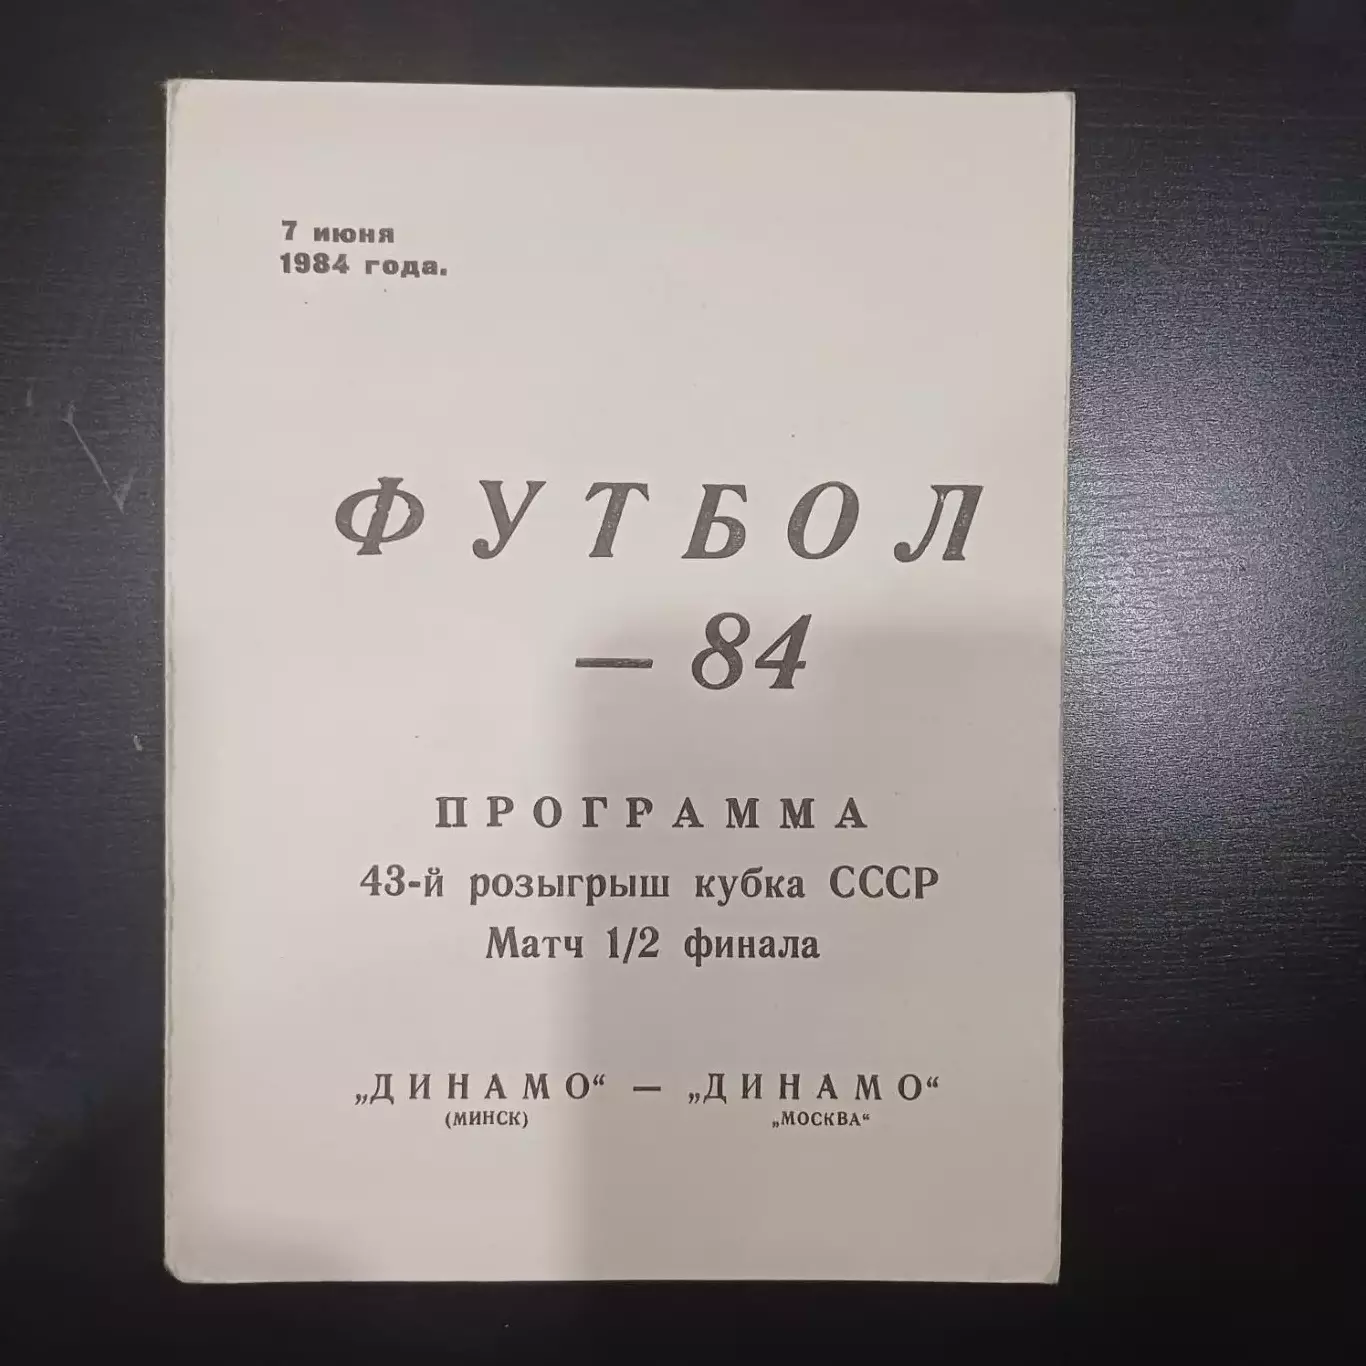 7 июня
1984 года.
ФУТБОЛ
— 84
ПРОГРАММА
43-й розыгрыш кубка СССР
Матч 1/2 финала
„ДИНАМО“ — „ДИНАМО“
(МИНСК) „МОСКВА“